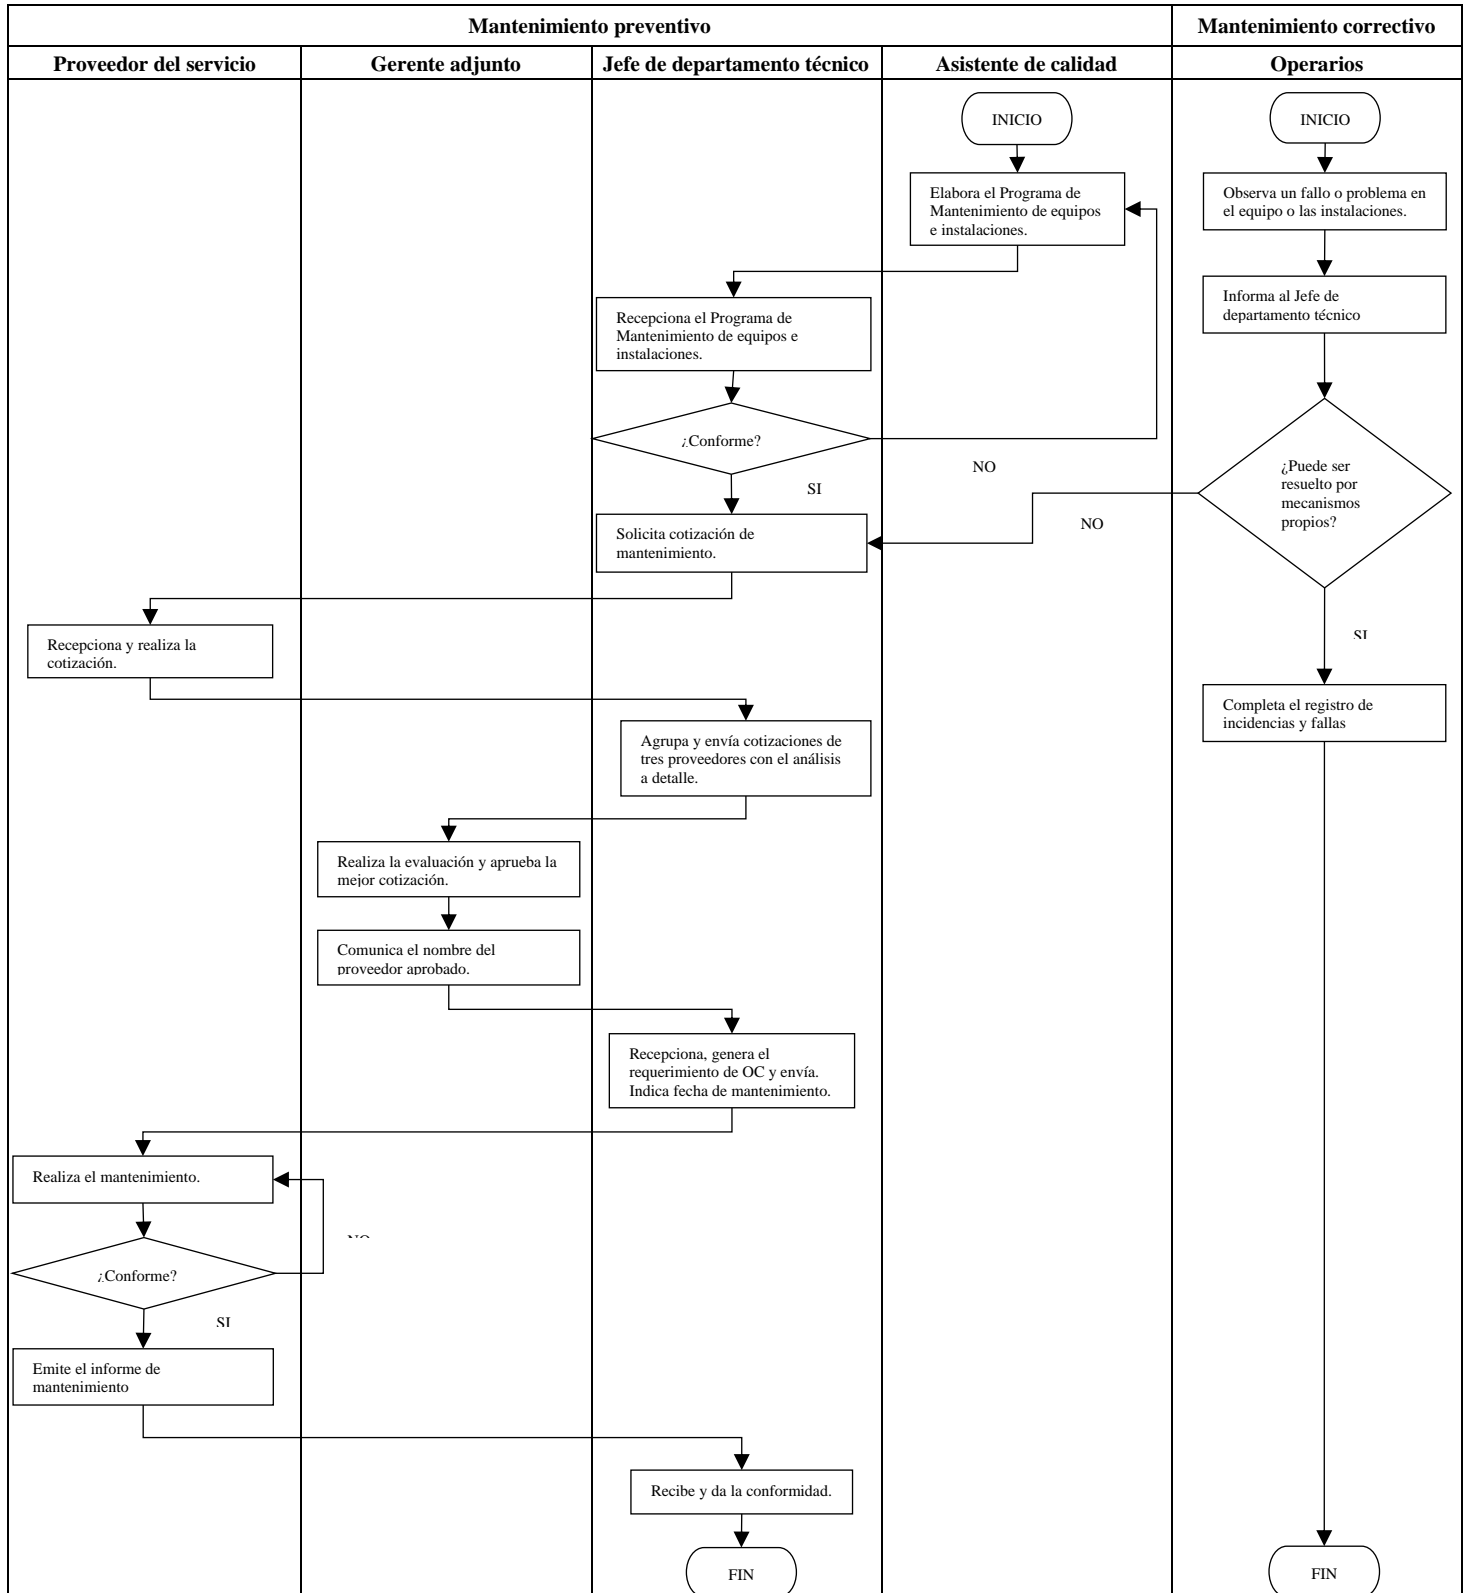 Mantenimiento preventivo
Mantenimiento correctivo
Proveedor del servicio
Gerente adjunto
Jefe de departamento técnico
Asistente de calidad
Operarios
INICIO
INICIO
Elabora el Programa de
Mantenimiento de equipos
e instalaciones.
Observa un fallo o problema en
el equipo o las instalaciones.
Informa al Jefe de
departamento técnico
Recepciona el Programa de
Mantenimiento de equipos e
instalaciones.
¿Conforme?
NO
SI
¿Puede ser
resuelto por
mecanismos
propios?
NO
Solicita cotización de
mantenimiento.
SI
Recepciona y realiza la
cotización.
Completa el registro de
incidencias y fallas
Agrupa y envía cotizaciones de
tres proveedores con el análisis
a detalle.
Realiza la evaluación y aprueba la
mejor cotización.
Comunica el nombre del
proveedor aprobado.
Recepciona, genera el
requerimiento de OC y envía.
Indica fecha de mantenimiento.
Realiza el mantenimiento.
NO
¿Conforme?
SI
Emite el informe de
mantenimiento
Recibe y da la conformidad.
FIN
FIN